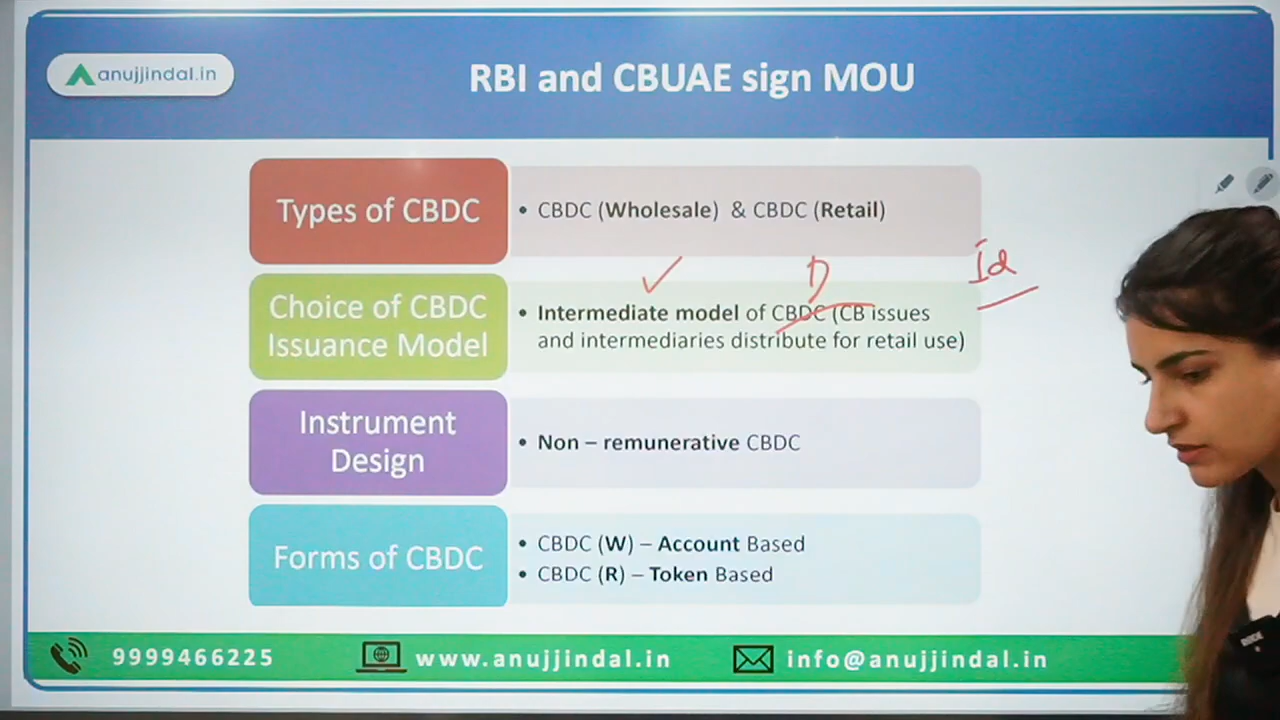 anujjindal.in
RBI and CBUAE sign MOU
Types of CBDC
• CBDC (Wholesale) & CBDC (Retail)
D
Id
Choice of CBDC
Issuance Model
• Intermediate model of CBDC (CB issues
and intermediaries distribute for retail use)
Instrument
Design
• Non – remunerative CBDC
Forms of CBDC
• CBDC (W) – Account Based
• CBDC (R) – Token Based
9999466225
www.anujjindal.in
info@anujjindal.in